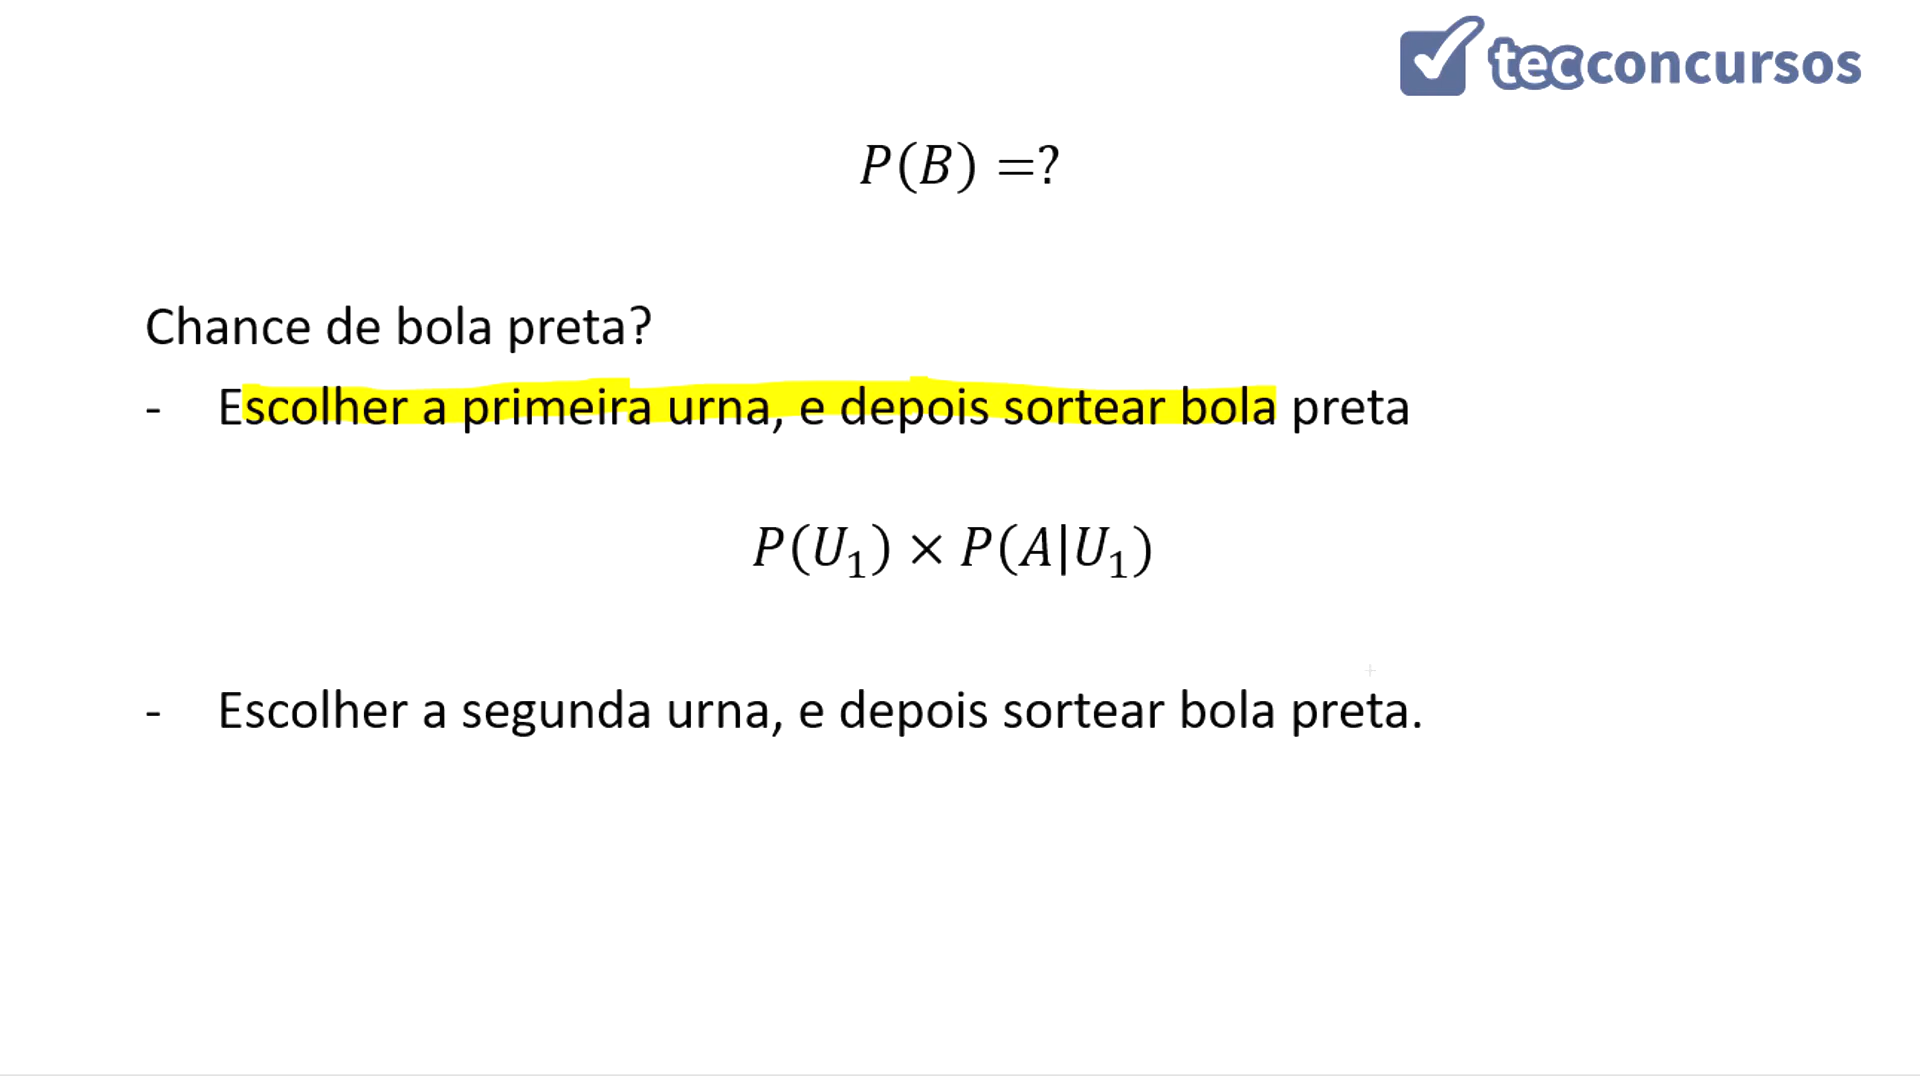 tecconcursos
P(B) =?
Chance de bola preta?
- Escolher a primeira urna, e depois sortear bola preta
P(U₁) × P(A|U₁)
- Escolher a segunda urna, e depois sortear bola preta.